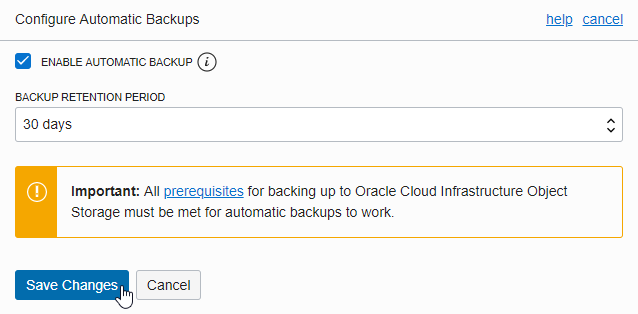 Configure Automatic Backups help cancel
ENABLE AUTOMATIC BACKUP i
BACKUP RETENTION PERIOD
30 days
! Important: All prerequisites for backing up to Oracle Cloud Infrastructure Object
Storage must be met for automatic backups to work.
Save Changes Cancel